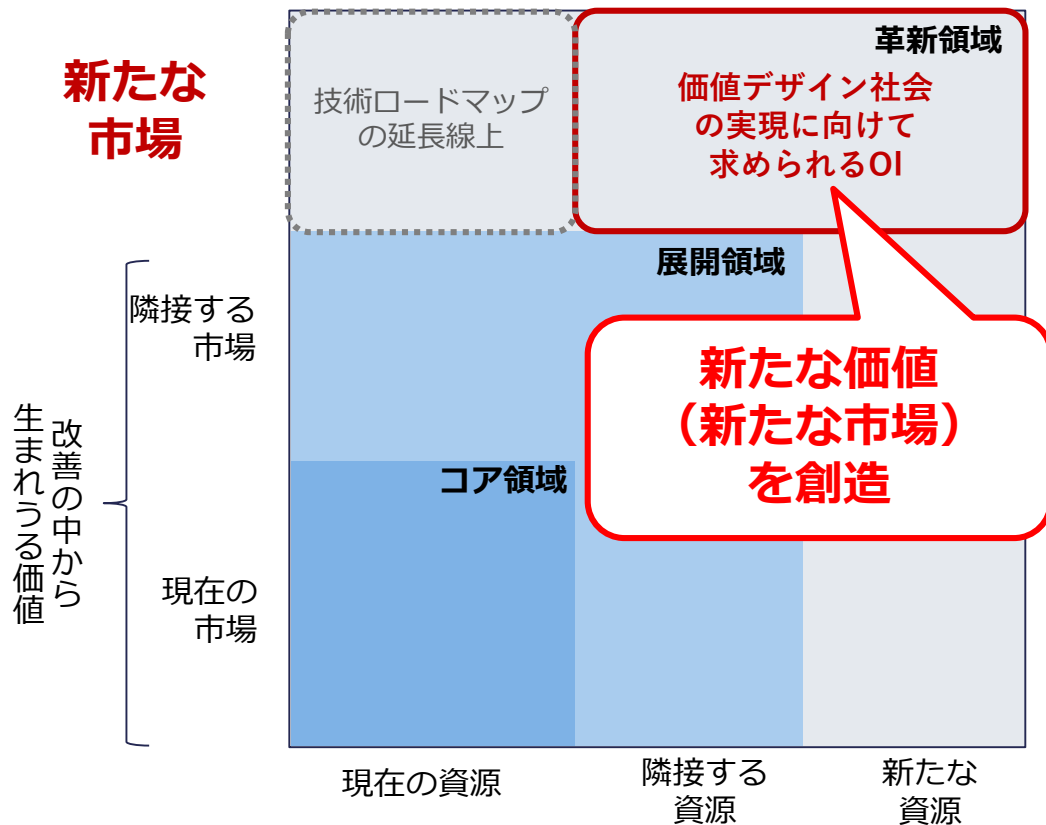 新たな
市場
技術ロードマップ
の延長線上
革新領域
価値デザイン社会
の実現に向けて
求められるOI
展開領域
隣接する
市場
新たな価値
（新たな市場）
を創造
改善の中から
生まれうる価値
コア領域
現在の
市場
現在の資源
隣接する
資源
新たな
資源